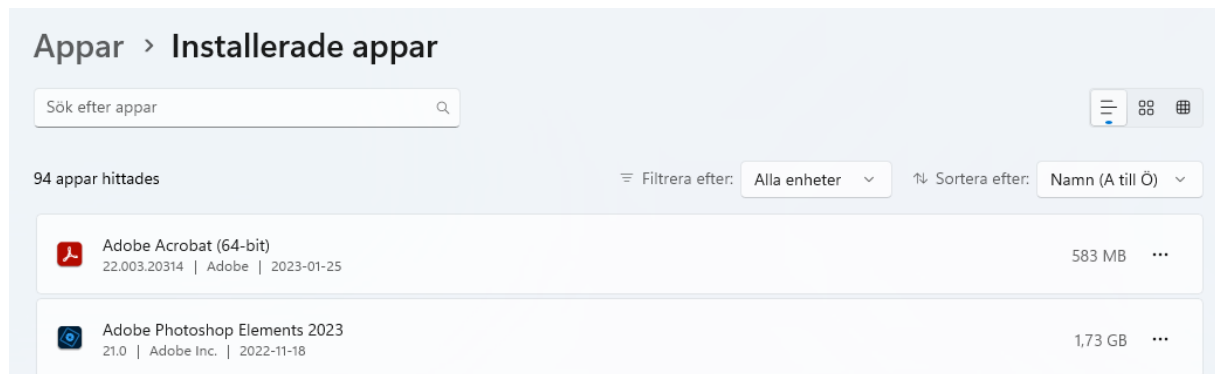 Appar > Installerade appar
Sök efter appar
94 appar hittades Filtrera efter: Alla enheter Sortera efter: Namn (A till Ö)
Adobe Acrobat (64-bit)
583 MB
22.003.20314 | Adobe | 2023-01-25
Adobe Photoshop Elements 2023
1,73 GB
21.0 | Adobe Inc. | 2022-11-18